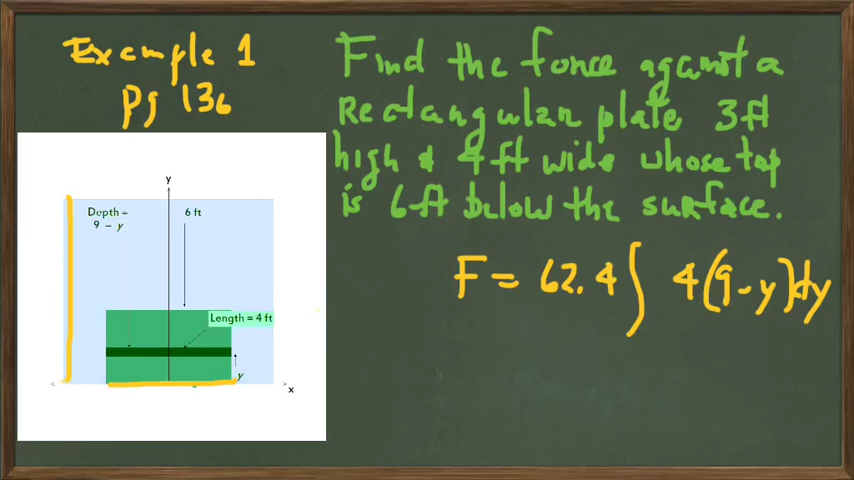 Example 1
pg 136
Find the force against a
Rectangular plate 3ft
high & 4ft wide whose top
is 6ft below the surface.
y
Depth =
9 − y
6 ft
Length = 4 ft
y
x
F = 62.4 ∫ 4(9-y)dy